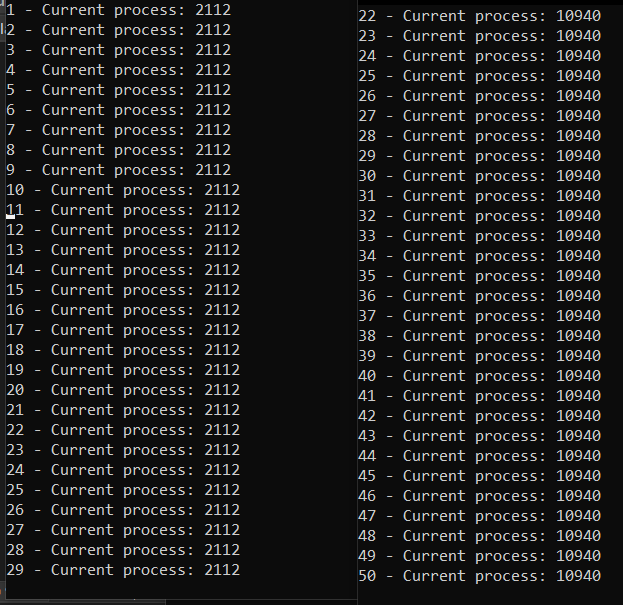 1 - Current process: 2112
2 - Current process: 2112
3 - Current process: 2112
4 - Current process: 2112
5 - Current process: 2112
6 - Current process: 2112
7 - Current process: 2112
8 - Current process: 2112
9 - Current process: 2112
10 - Current process: 2112
11 - Current process: 2112
12 - Current process: 2112
13 - Current process: 2112
14 - Current process: 2112
15 - Current process: 2112
16 - Current process: 2112
17 - Current process: 2112
18 - Current process: 2112
19 - Current process: 2112
20 - Current process: 2112
21 - Current process: 2112
22 - Current process: 2112
23 - Current process: 2112
24 - Current process: 2112
25 - Current process: 2112
26 - Current process: 2112
27 - Current process: 2112
28 - Current process: 2112
29 - Current process: 2112
22 - Current process: 10940
23 - Current process: 10940
24 - Current process: 10940
25 - Current process: 10940
26 - Current process: 10940
27 - Current process: 10940
28 - Current process: 10940
29 - Current process: 10940
30 - Current process: 10940
31 - Current process: 10940
32 - Current process: 10940
33 - Current process: 10940
34 - Current process: 10940
35 - Current process: 10940
36 - Current process: 10940
37 - Current process: 10940
38 - Current process: 10940
39 - Current process: 10940
40 - Current process: 10940
41 - Current process: 10940
42 - Current process: 10940
43 - Current process: 10940
44 - Current process: 10940
45 - Current process: 10940
46 - Current process: 10940
47 - Current process: 10940
48 - Current process: 10940
49 - Current process: 10940
50 - Current process: 10940